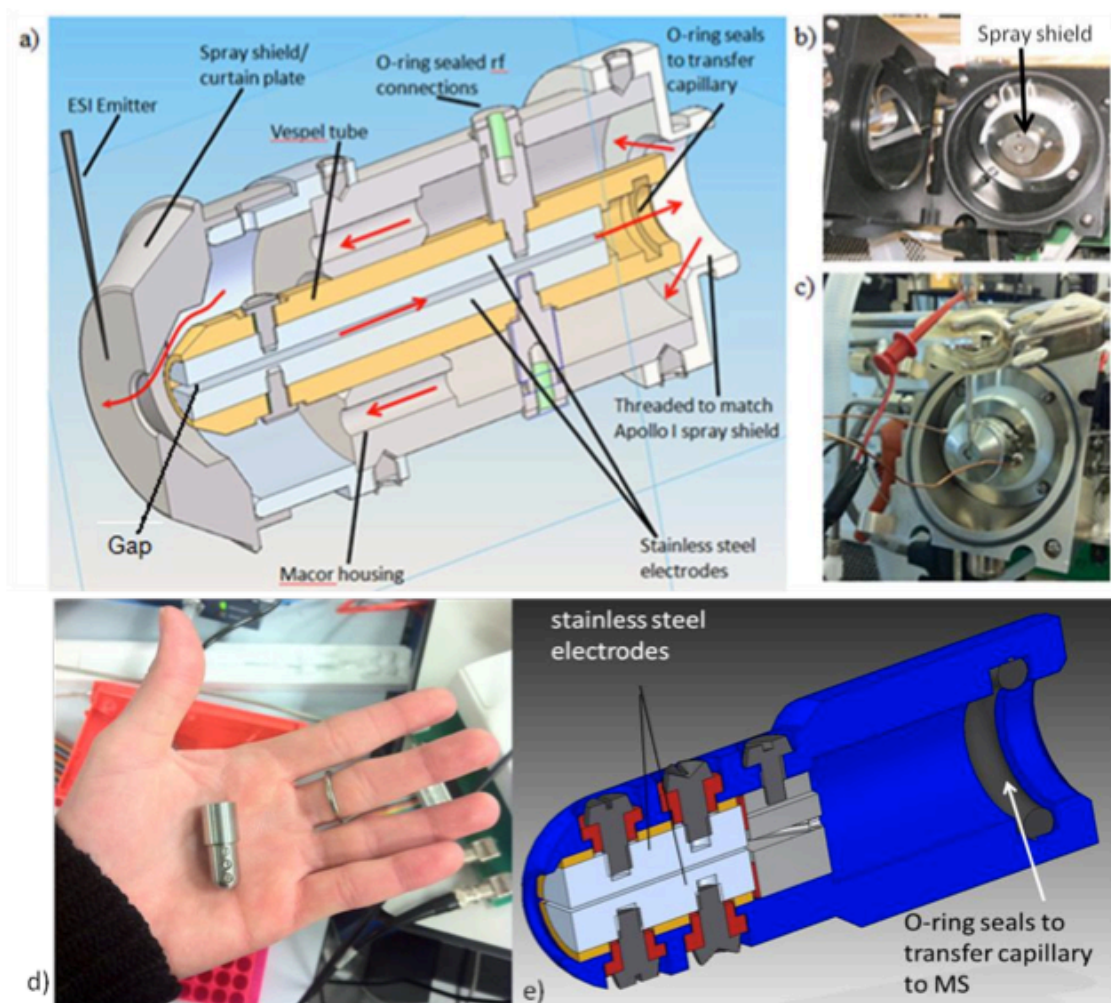 a)
Spray shield/
curtain plate
ESI Emitter
Vespel tube
O-ring sealed rf
connections
O-ring seals
to transfer
capillary
Threaded to match
Apollo I spray shield
Stainless steel
electrodes
Macor housing
Gap
b)
Spray shield
c)
d)
stainless steel
electrodes
O-ring seals to
transfer capillary
to MS
e)